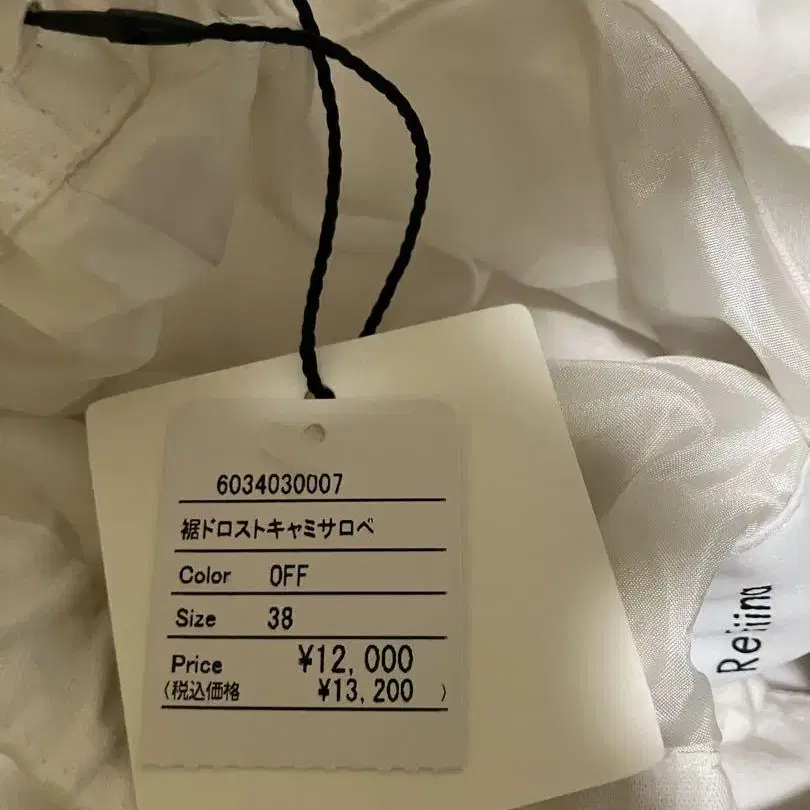 6034030007
裾ドロストキャミサロペ
Color OFF
Size 38
Price ¥12,000
(税込価格 ¥13,200 )
Reiiina